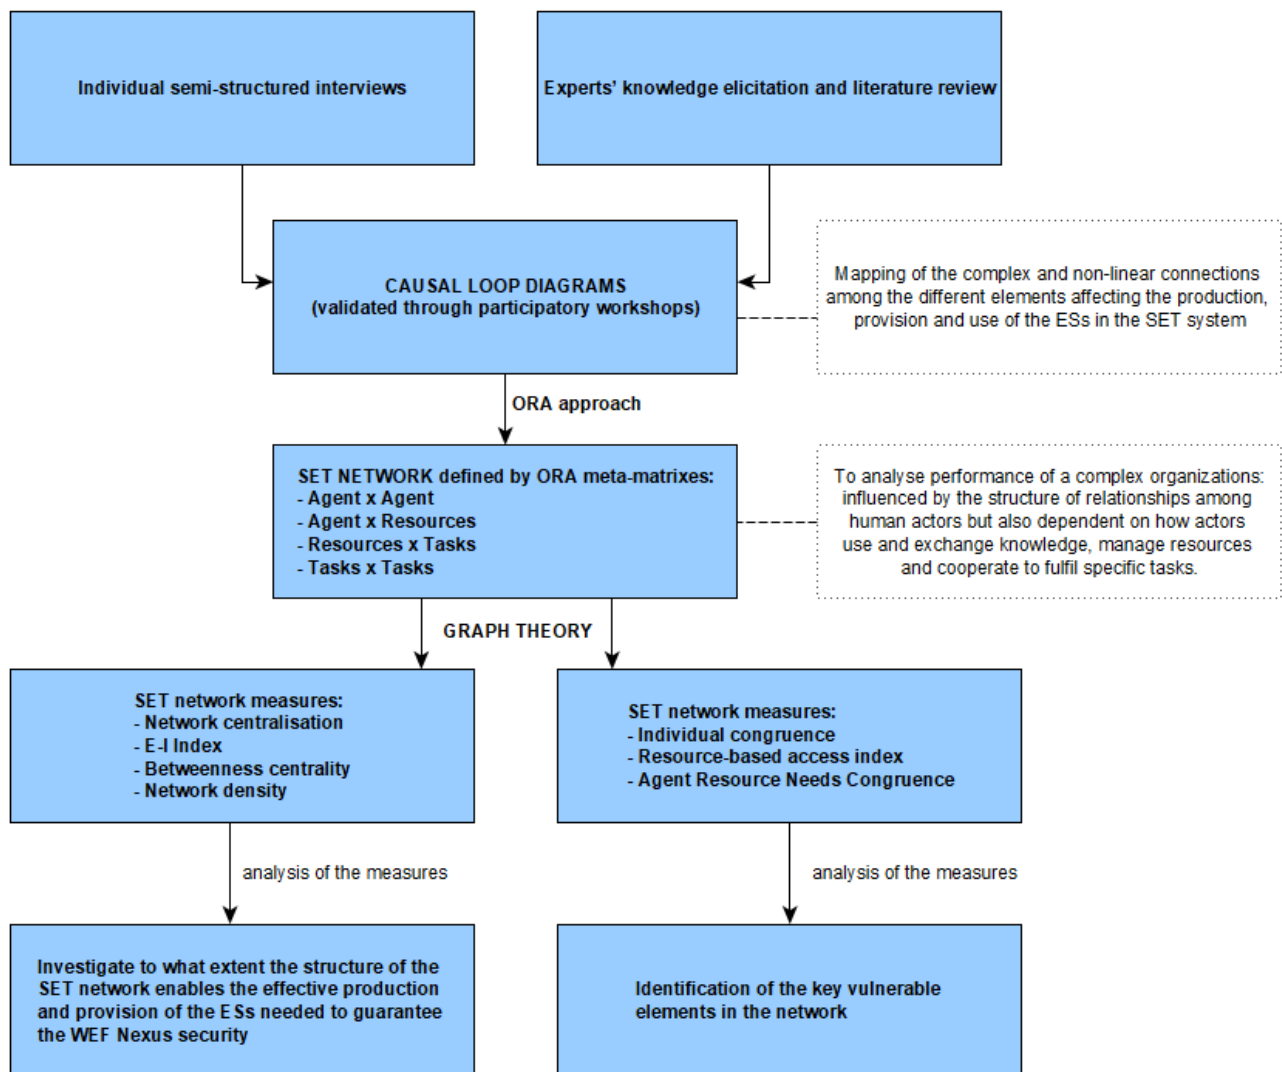 Individual semi-structured interviews
Experts' knowledge elicitation and literature review
CAUSAL LOOP DIAGRAMS
(validated through participatory workshops)
Mapping of the complex and non-linear connections
among the different elements affecting the production,
provision and use of the ESs in the SET system
ORA approach
SET NETWORK defined by ORA meta-matrixes:
- Agent x Agent
- Agent x Resources
- Resources x Tasks
- Tasks x Tasks
To analyse performance of a complex organizations:
influenced by the structure of relationships among
human actors but also dependent on how actors
use and exchange knowledge, manage resources
and cooperate to fulfil specific tasks.
GRAPH THEORY
SET network measures:
- Network centralisation
- E-I Index
- Betweenness centrality
- Network density
SET network measures:
- Individual congruence
- Resource-based access index
- Agent Resource Needs Congruence
analysis of the measures
analysis of the measures
Investigate to what extent the structure of the
SET network enables the effective production
and provision of the ESs needed to guarantee
the WEF Nexus security
Identification of the key vulnerable
elements in the network